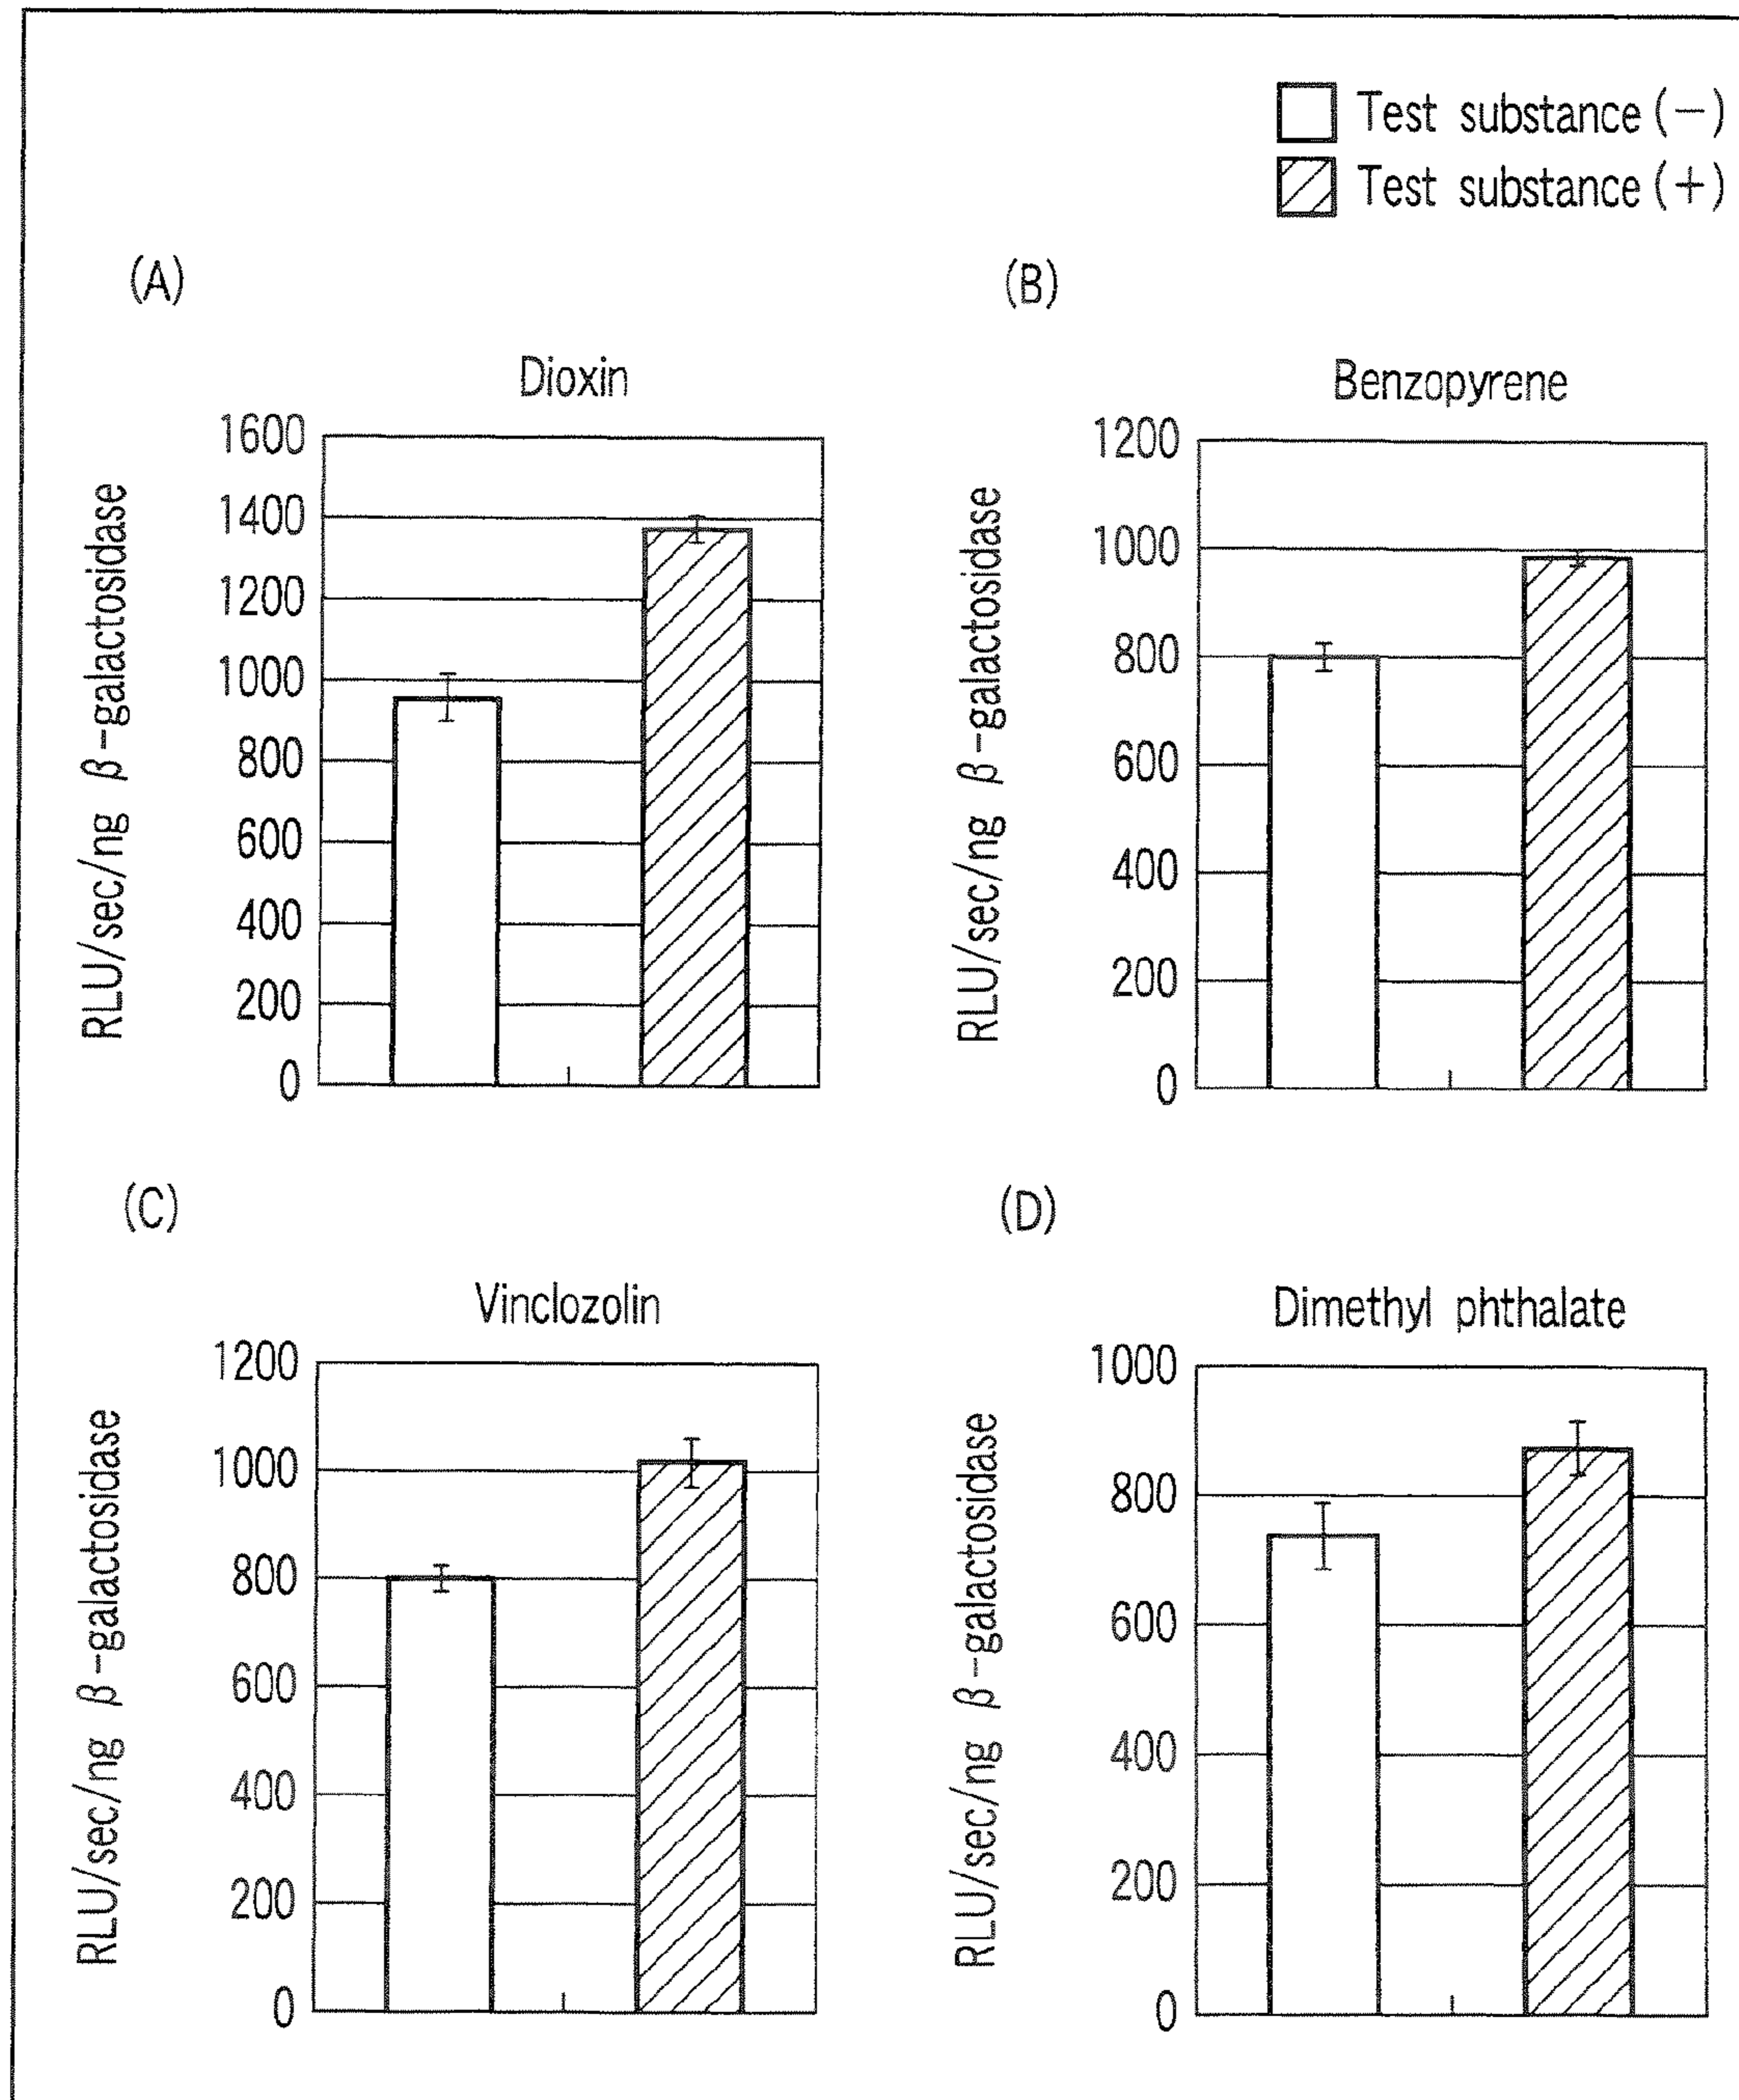 Test substance (−)
Test substance (+)
(A)
Dioxin
RLU/sec/ng β-galactosidase
1600
1400
1200
1000
800
600
400
200
0
(B)
Benzopyrene
RLU/sec/ng β-galactosidase
1200
1000
800
600
400
200
0
(C)
Vinclozolin
RLU/sec/ng β-galactosidase
1200
1000
800
600
400
200
0
(D)
Dimethyl phthalate
RLU/sec/ng β-galactosidase
1000
800
600
400
200
0